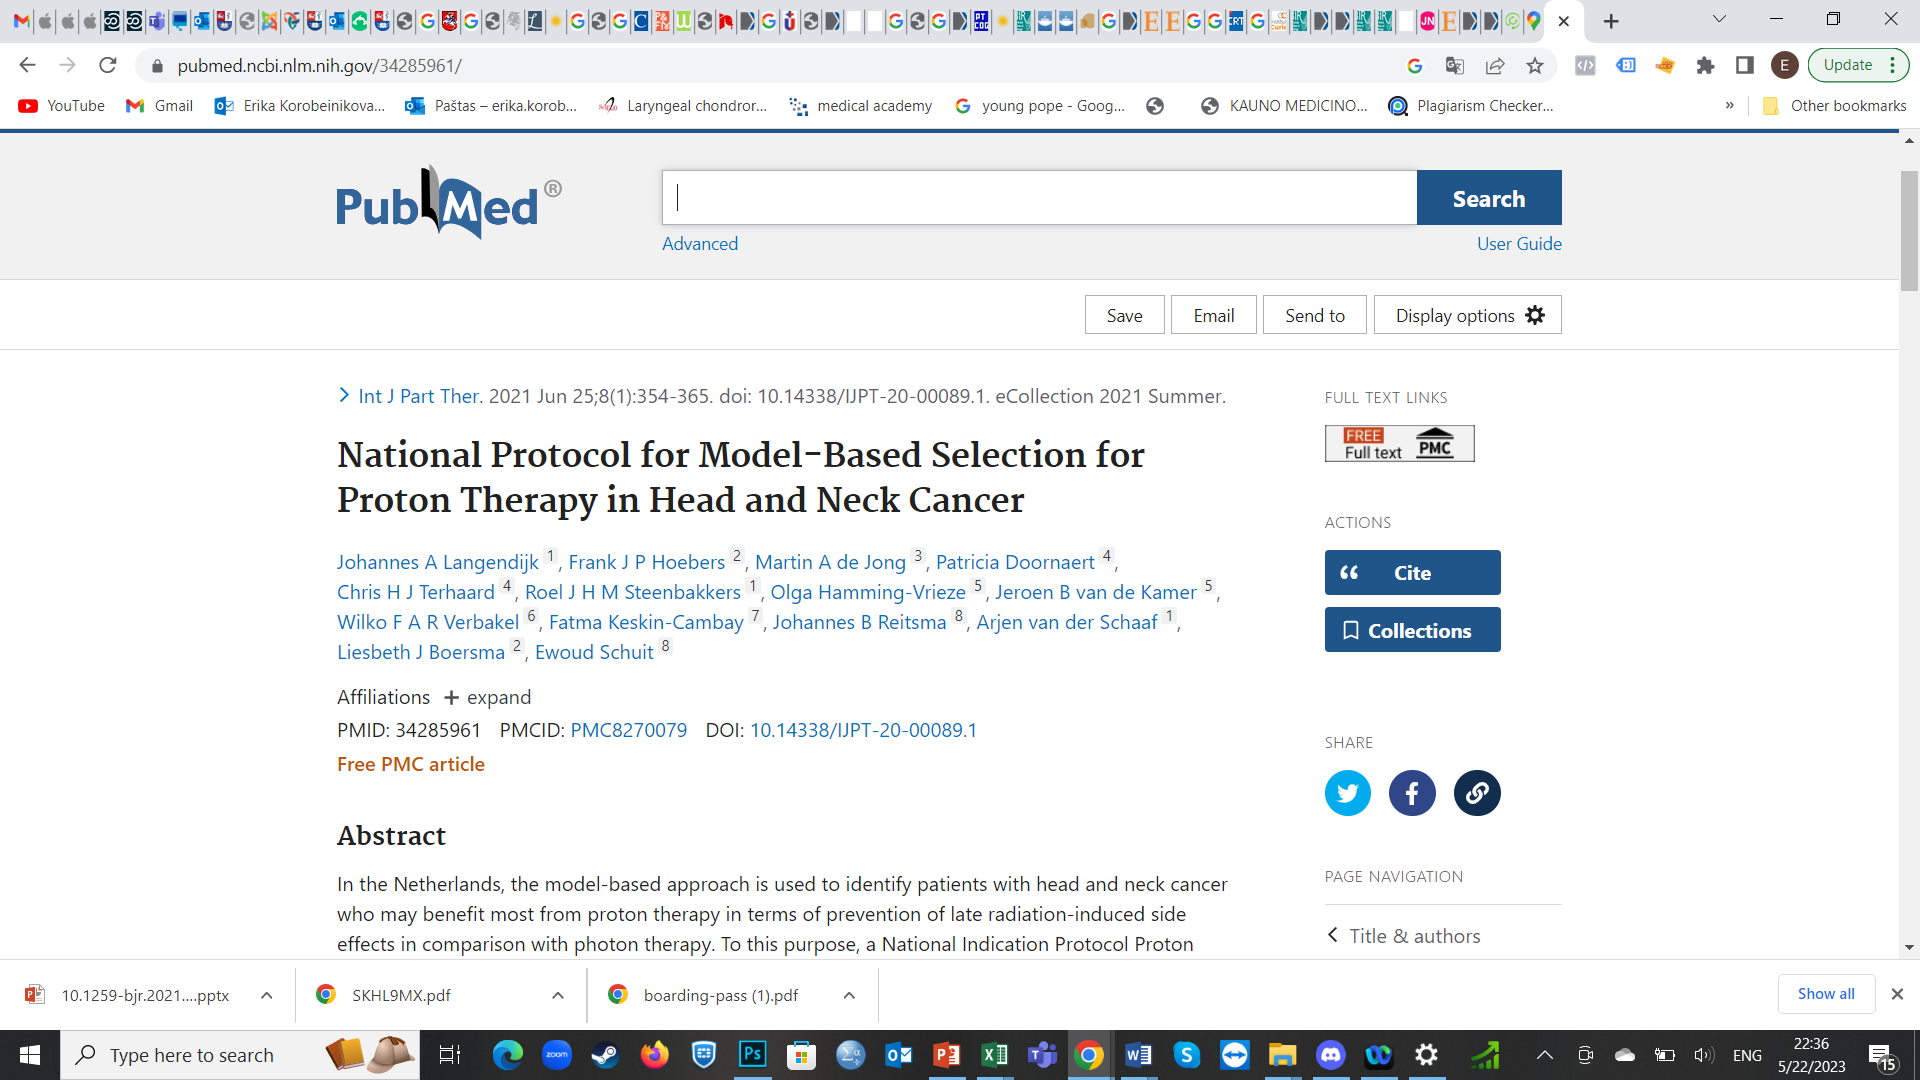 pubmed.ncbi.nlm.nih.gov/34285961/
E
Update
YouTube
Gmail
Erika Korobeinikova...
Paštas – erika.korob...
Laryngeal chondror...
medical academy
young pope - Goog...
KAUNO MEDICINO...
Plagiarism Checker...
»
Other bookmarks
PubMed®
Search
Advanced
User Guide
Save
Email
Send to
Display options
Int J Part Ther. 2021 Jun 25;8(1):354-365. doi: 10.14338/IJPT-20-00089.1. eCollection 2021 Summer.
National Protocol for Model-Based Selection for
Proton Therapy in Head and Neck Cancer
Johannes A Langendijk 1, Frank J P Hoebers 2, Martin A de Jong 3, Patricia Doornaert 4,
Chris H J Terhaard 4, Roel J H M Steenbakkers 1, Olga Hamming-Vrieze 5, Jeroen B van de Kamer 5,
Wilko F A R Verbakel 6, Fatma Keskin-Cambay 7, Johannes B Reitsma 8, Arjen van der Schaaf 1,
Liesbeth J Boersma 2, Ewoud Schuit 8
Affiliations + expand
PMID: 34285961 PMCID: PMC8270079 DOI: 10.14338/IJPT-20-00089.1
Free PMC article
Abstract
In the Netherlands, the model-based approach is used to identify patients with head and neck cancer
who may benefit most from proton therapy in terms of prevention of late radiation-induced side
effects in comparison with photon therapy. To this purpose, a National Indication Protocol Proton
FULL TEXT LINKS
FREE
Full text PMC
ACTIONS
Cite
Collections
SHARE
PAGE NAVIGATION
Title & authors
10.1259-bjr.2021....pptx
SKHL9MX.pdf
boarding-pass (1).pdf
Show all
Type here to search
zoom
Ps
ENG
22:36
5/22/2023
15